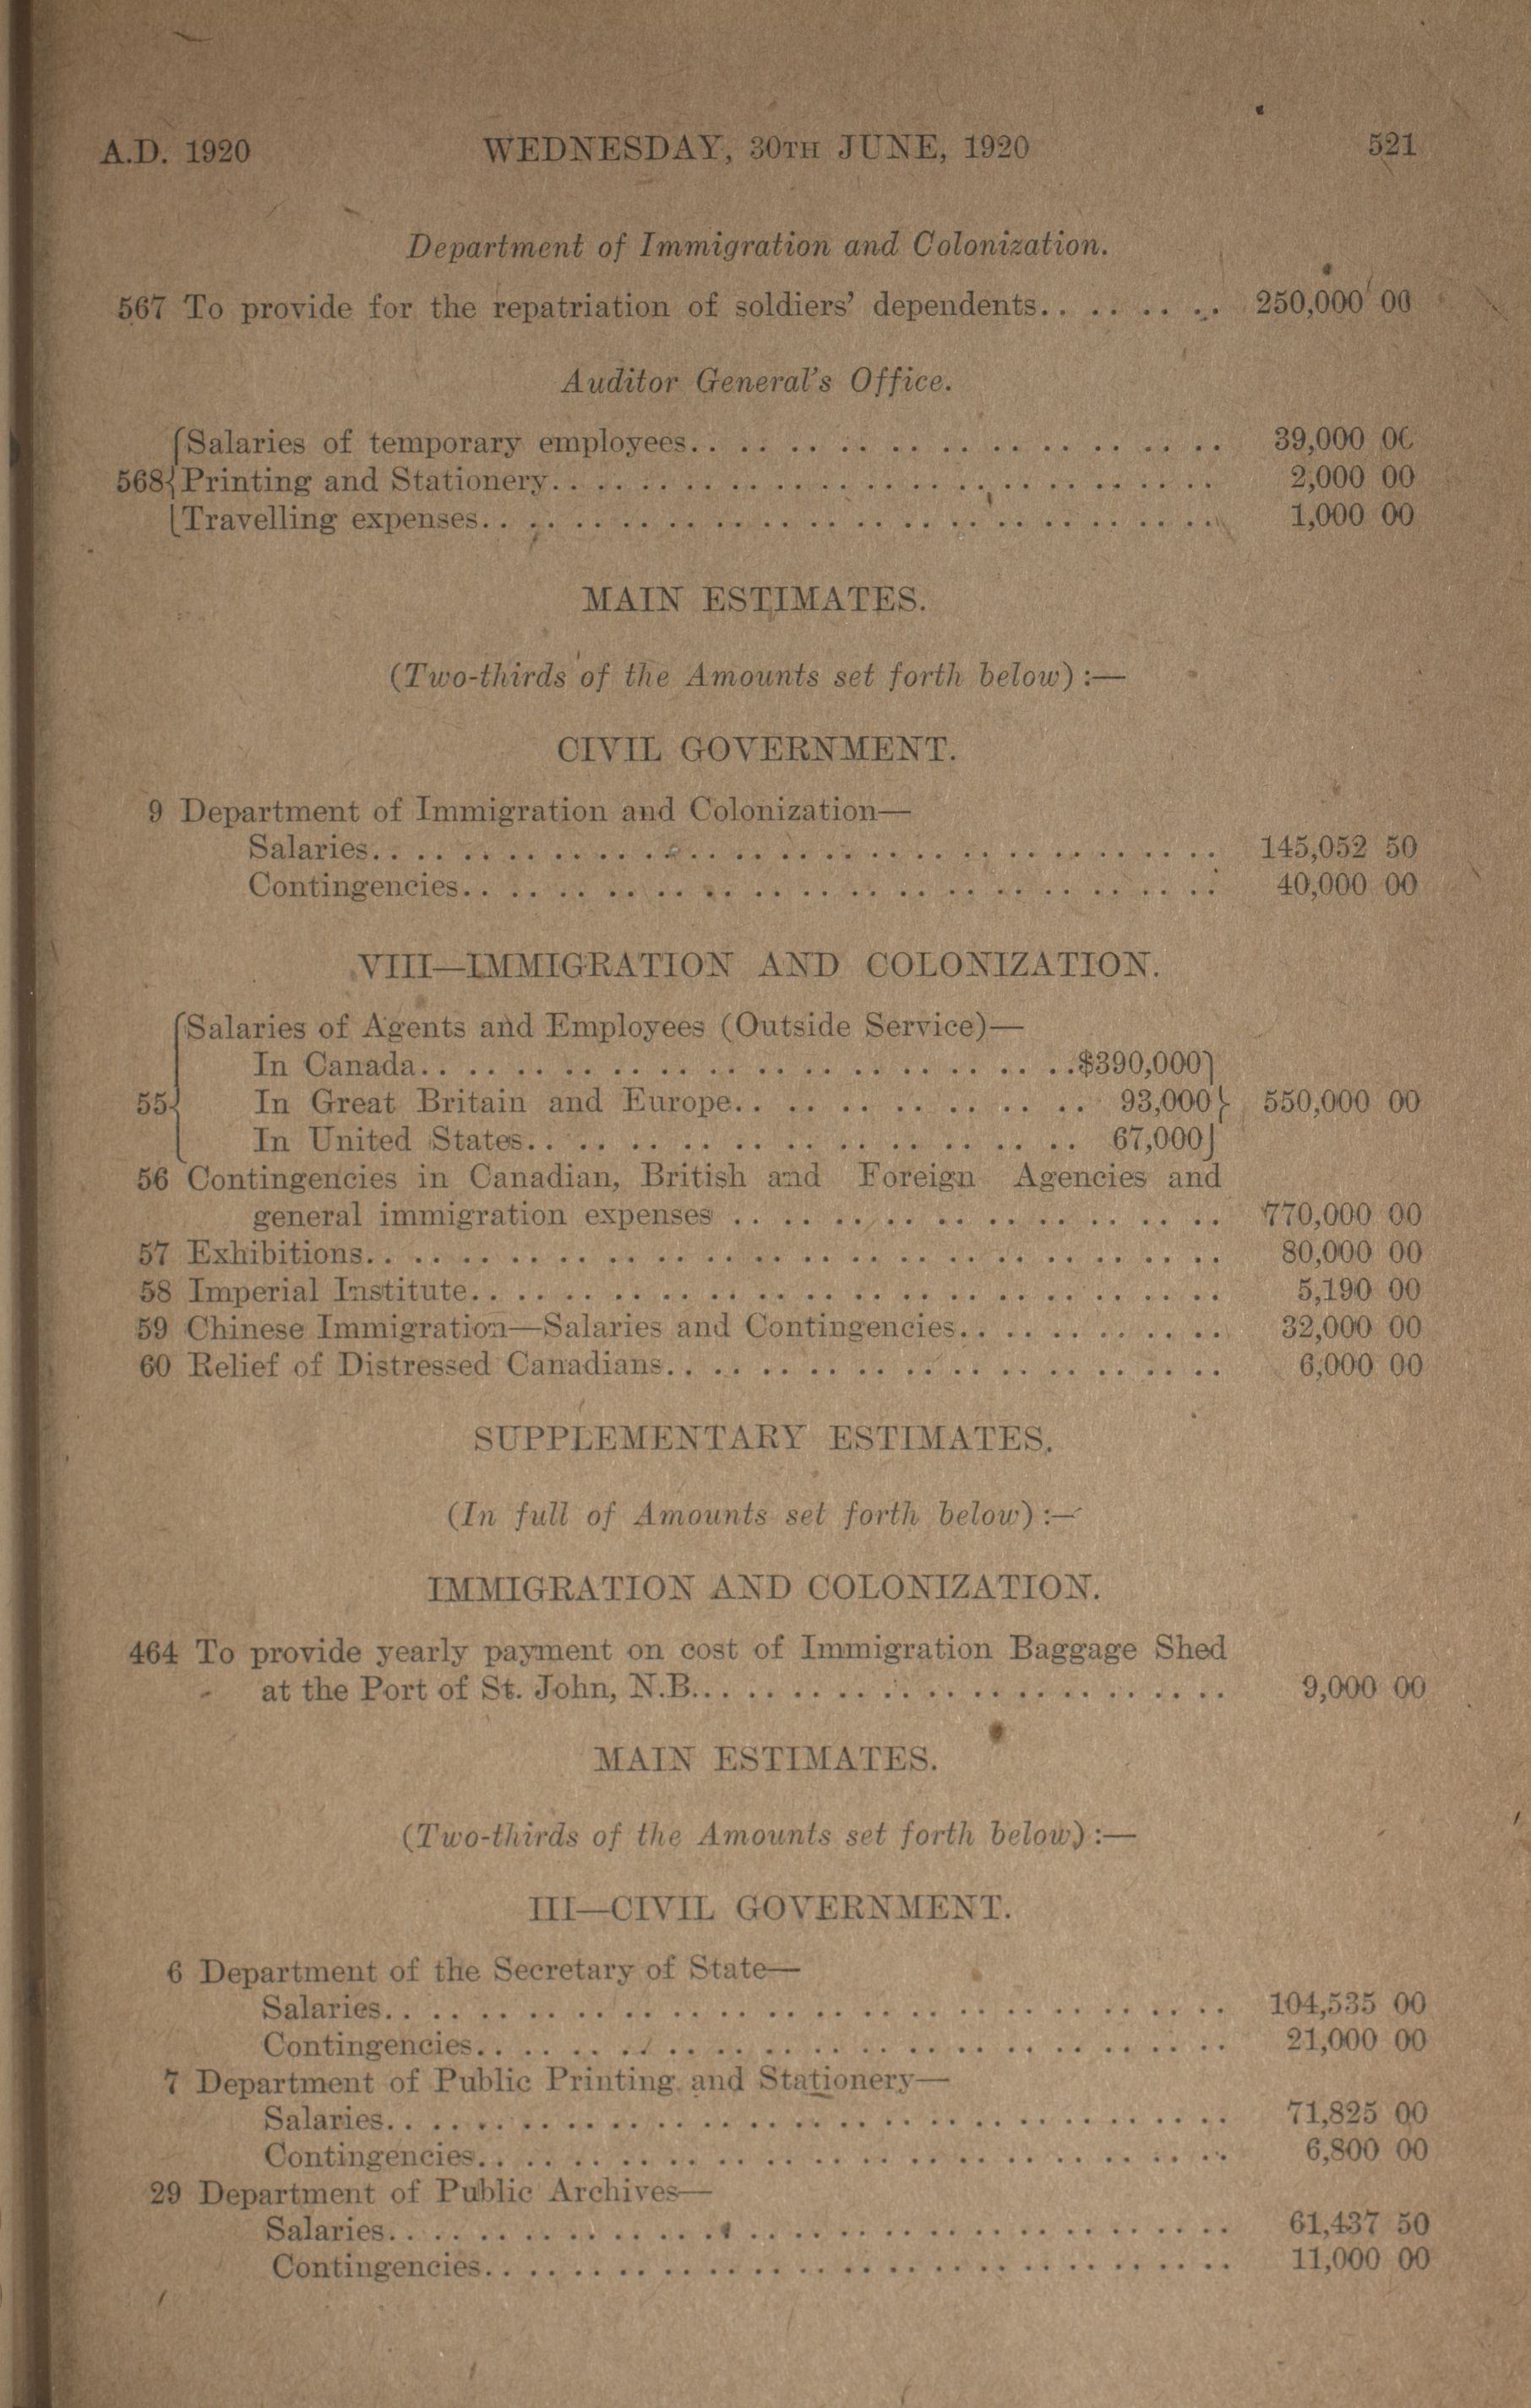 A.D. 1920 WEDNESDAY, 30TH JUNE, 1920 521
Department of Immigration and Colonization.
567 To provide for the repatriation of soldiers' dependents.. .. .. .. 250,000 00
Auditor General's Office.
Salaries of temporary employees.. .. .. .. .. .. .. .. .. .. .. 39,000 00
568 Printing and Stationery.. .. .. .. .. .. .. .. .. .. .. .. .. .. 2,000 00
Travelling expenses.. .. .. .. .. .. .. .. .. .. .. .. .. .. .. .. 1,000 00
MAIN ESTIMATES.
(Two-thirds of the Amounts set forth below):—
CIVIL GOVERNMENT.
9 Department of Immigration and Colonization—
Salaries.. .. .. .. .. .. .. .. .. .. .. .. .. .. .. .. .. .. 145,052 50
Contingencies.. .. .. .. .. .. .. .. .. .. .. .. .. .. .. .. 40,000 00
VIII—IMMIGRATION AND COLONIZATION.
Salaries of Agents and Employees (Outside Service)—
In Canada.. .. .. .. .. .. .. .. .. .. .. .. .. ..$390,000
55 In Great Britain and Europe.. .. .. .. .. .. .. .. 93,000 550,000 00
In United States.. .. .. .. .. .. .. .. .. .. .. .. 67,000
56 Contingencies in Canadian, British and Foreign Agencies and
general immigration expenses .. .. .. .. .. .. .. .. .. .. 770,000 00
57 Exhibitions.. .. .. .. .. .. .. .. .. .. .. .. .. .. .. .. .. .. 80,000 00
58 Imperial Institute.. .. .. .. .. .. .. .. .. .. .. .. .. .. .. .. 5,190 00
59 Chinese Immigration—Salaries and Contingencies.. .. .. .. .. .. 32,000 00
60 Relief of Distressed Canadians.. .. .. .. .. .. .. .. .. .. .. .. 6,000 00
SUPPLEMENTARY ESTIMATES.
(In full of Amounts set forth below):—
IMMIGRATION AND COLONIZATION.
464 To provide yearly payment on cost of Immigration Baggage Shed
at the Port of St. John, N.B... .. .. .. .. .. .. .. .. .. .. .. 9,000 00
MAIN ESTIMATES.
(Two-thirds of the Amounts set forth below):—
III—CIVIL GOVERNMENT.
6 Department of the Secretary of State—
Salaries.. .. .. .. .. .. .. .. .. .. .. .. .. .. .. .. .. .. 104,535 00
Contingencies.. .. .. .. .. .. .. .. .. .. .. .. .. .. .. .. 21,000 00
7 Department of Public Printing and Stationery—
Salaries.. .. .. .. .. .. .. .. .. .. .. .. .. .. .. .. .. .. 71,825 00
Contingencies.. .. .. .. .. .. .. .. .. .. .. .. .. .. .. .. 6,800 00
29 Department of Public Archives—
Salaries.. .. .. .. .. .. .. .. .. .. .. .. .. .. .. .. .. .. 61,437 50
Contingencies.. .. .. .. .. .. .. .. .. .. .. .. .. .. .. .. 11,000 00